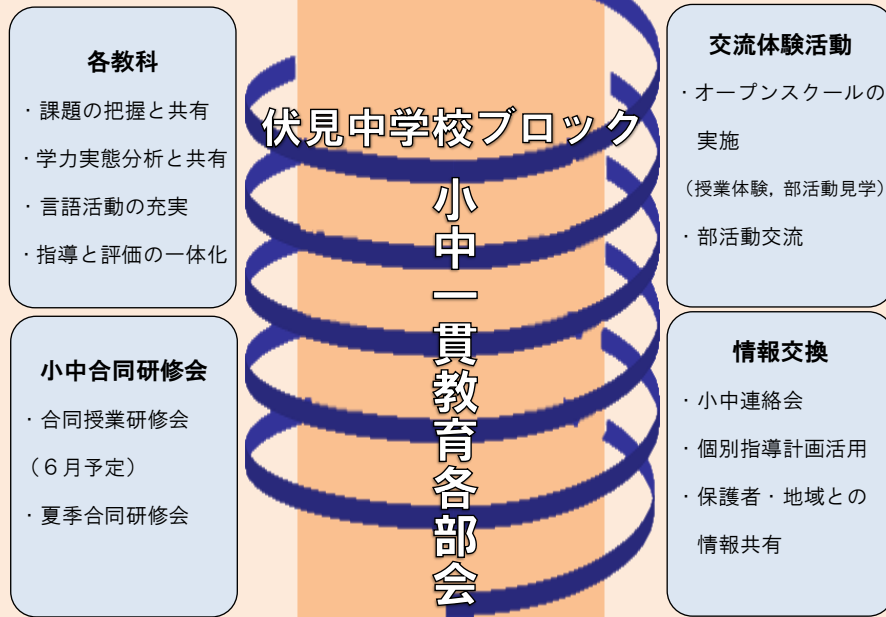 各教科
・課題の把握と共有
・学力実態分析と共有
・言語活動の充実
・指導と評価の一体化
伏見中学校ブロック
小中一貫教育各部会
交流体験活動
・オープンスクールの
実施
（授業体験, 部活動見学）
・部活動交流
小中合同研修会
・合同授業研修会
（６月予定）
・夏季合同研修会
情報交換
・小中連絡会
・個別指導計画活用
・保護者・地域との
情報共有